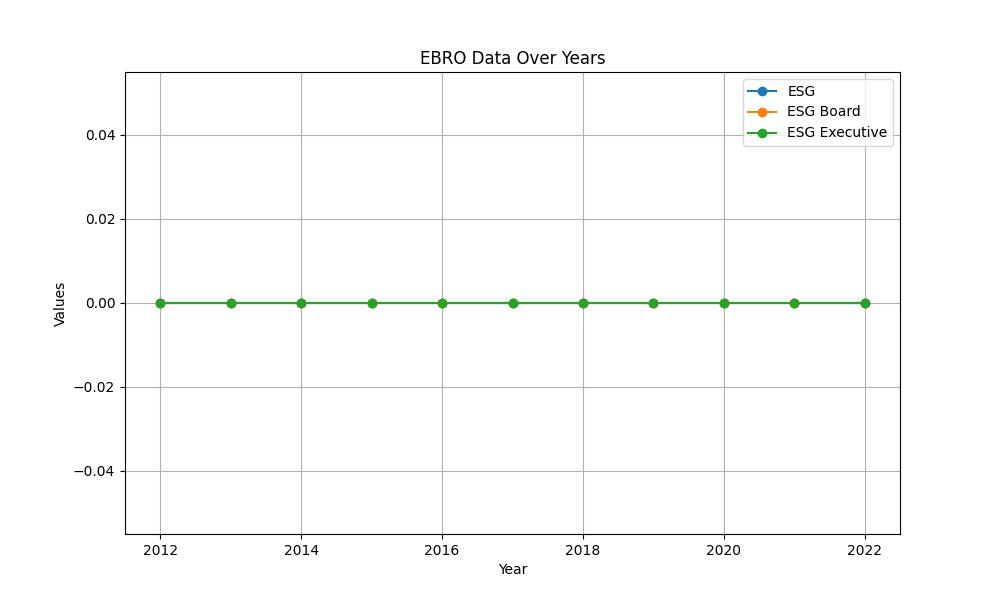 EBRO Data Over Years
ESG
ESG Board
ESG Executive
0.04
0.02
0.00
−0.02
−0.04
Values
2012 2014 2016 2018 2020 2022
Year